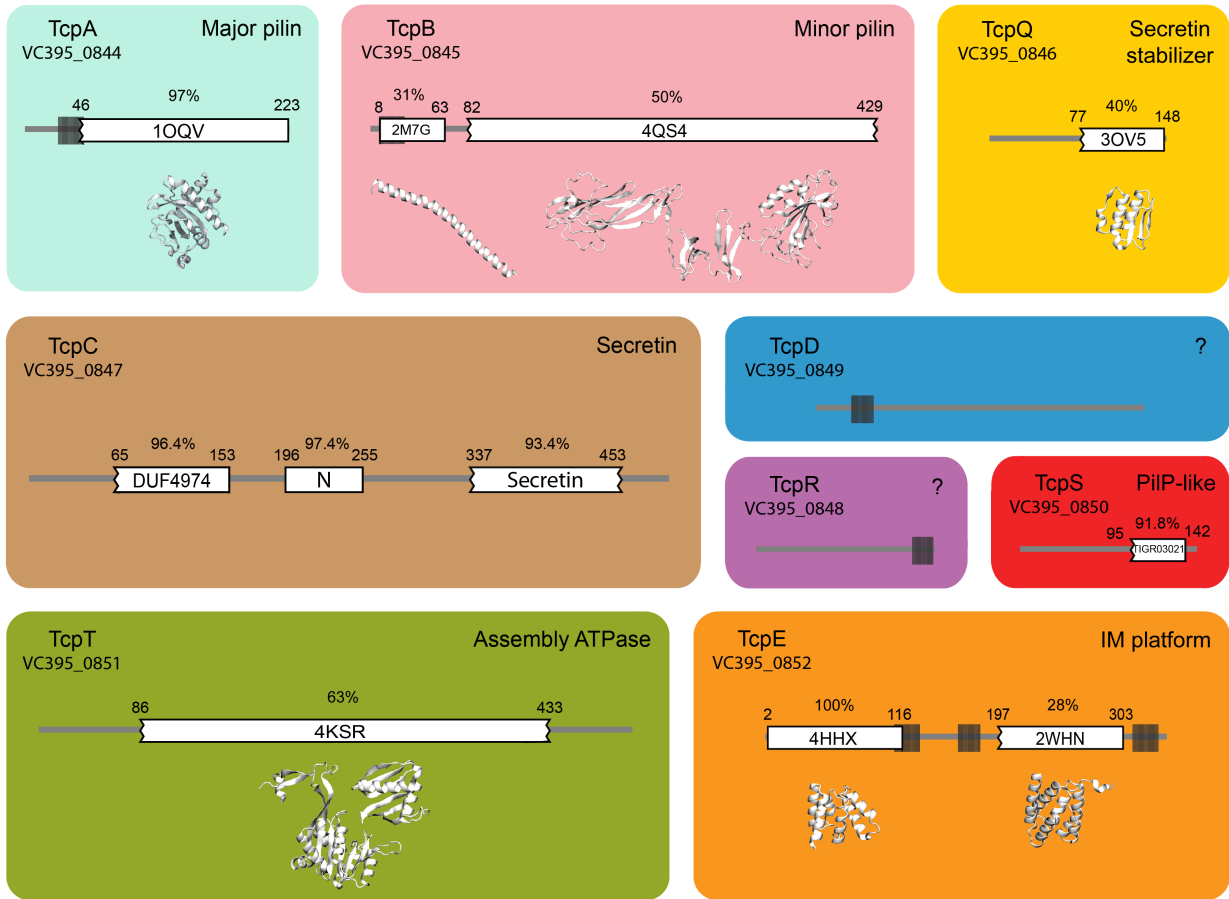 TcpA
Major pilin
VC395_0844
97%
46
223
1OQV
TcpB
Minor pilin
VC395_0845
31%
50%
8
63
82
429
2M7G
4QS4
TcpQ
Secretin
stabilizer
VC395_0846
40%
77
148
3OV5
TcpC
Secretin
VC395_0847
96.4%
97.4%
93.4%
65
153
196
255
337
453
DUF4974
N
Secretin
TcpD
?
VC395_0849
TcpR
?
VC395_0848
TcpS
PilP-like
VC395_0850
91.8%
95
142
TIGR03021
TcpT
Assembly ATPase
VC395_0851
63%
86
433
4KSR
TcpE
IM platform
VC395_0852
100%
28%
2
116
197
303
4HHX
2WHN